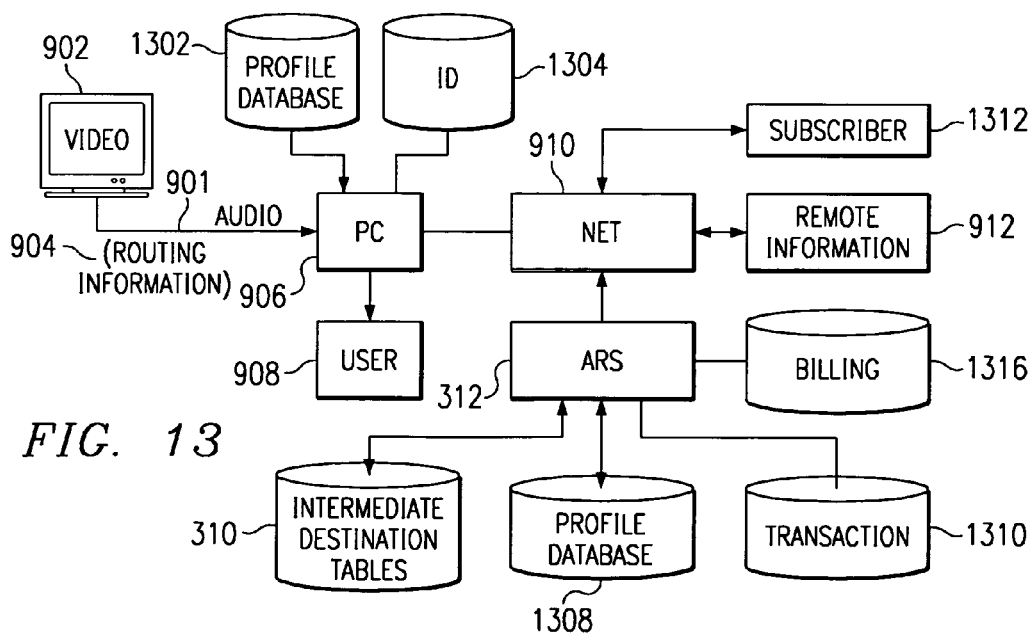 902
1302
PROFILE
DATABASE
ID
1304
VIDEO
901
AUDIO
904
(ROUTING
INFORMATION)
PC
906
910
NET
SUBSCRIBER
1312
REMOTE
INFORMATION
912
USER
908
ARS
312
BILLING
1316
FIG. 13
INTERMEDIATE
DESTINATION
TABLES
310
PROFILE
DATABASE
1308
TRANSACTION
1310